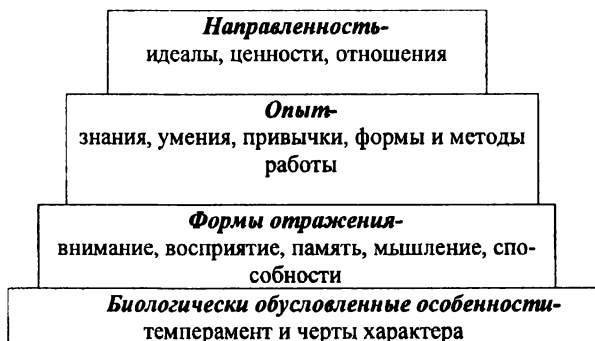 Направленность-
идеалы, ценности, отношения
Опыт-
знания, умения, привычки, формы и методы
работы
Формы отражения-
внимание, восприятие, память, мышление, спо-
собности
Биологически обусловленные особенности-
темперамент и черты характера